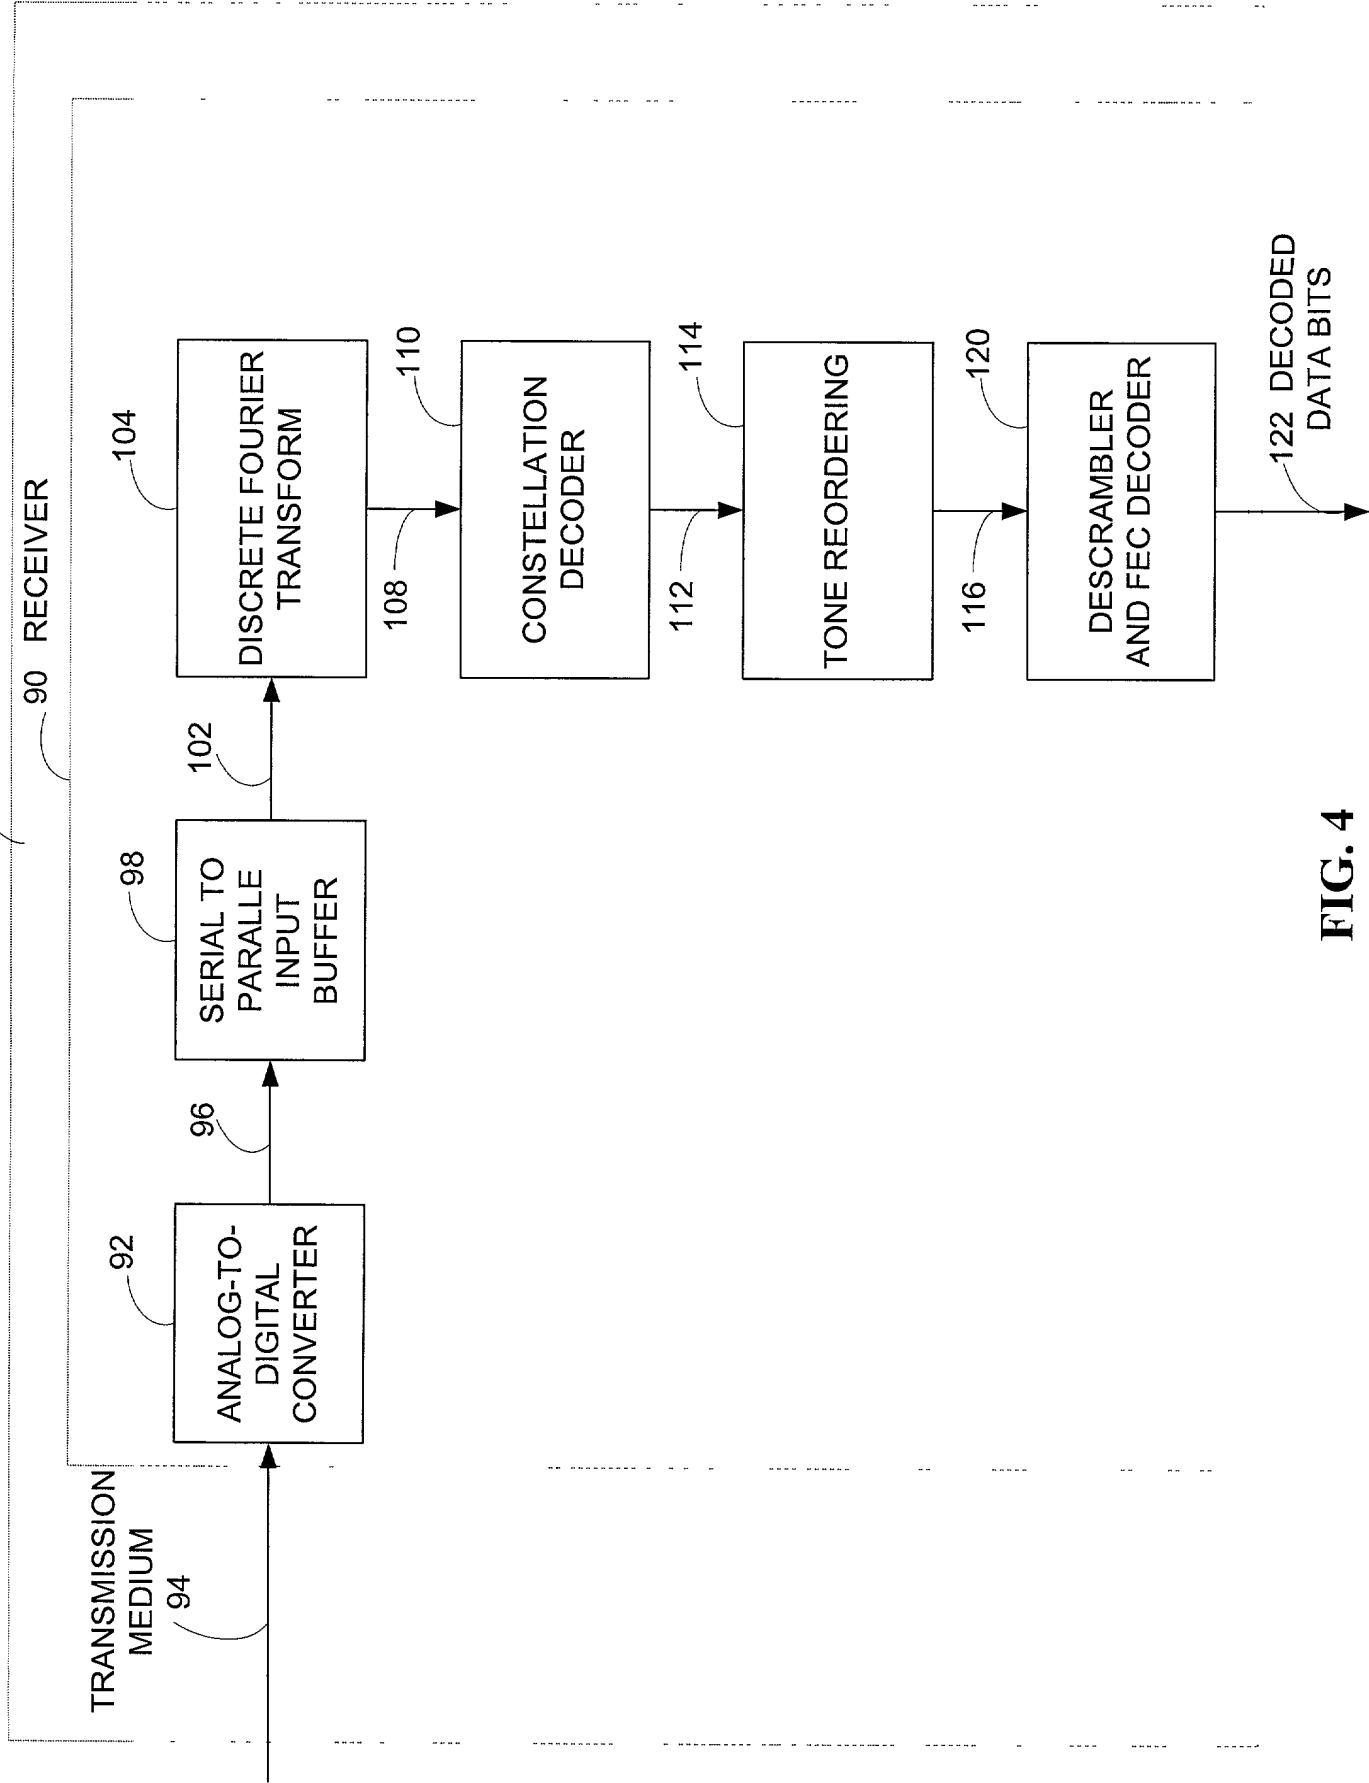 90 RECEIVER
TRANSMISSION
MEDIUM
94
92
ANALOG-TO-
DIGITAL
CONVERTER
96
98
SERIAL TO
PARALLE
INPUT
BUFFER
102
104
DISCRETE FOURIER
TRANSFORM
108
110
CONSTELLATION
DECODER
112
114
TONE REORDERING
116
120
DESCRAMBLER
AND FEC DECODER
122 DECODED
DATA BITS
FIG. 4